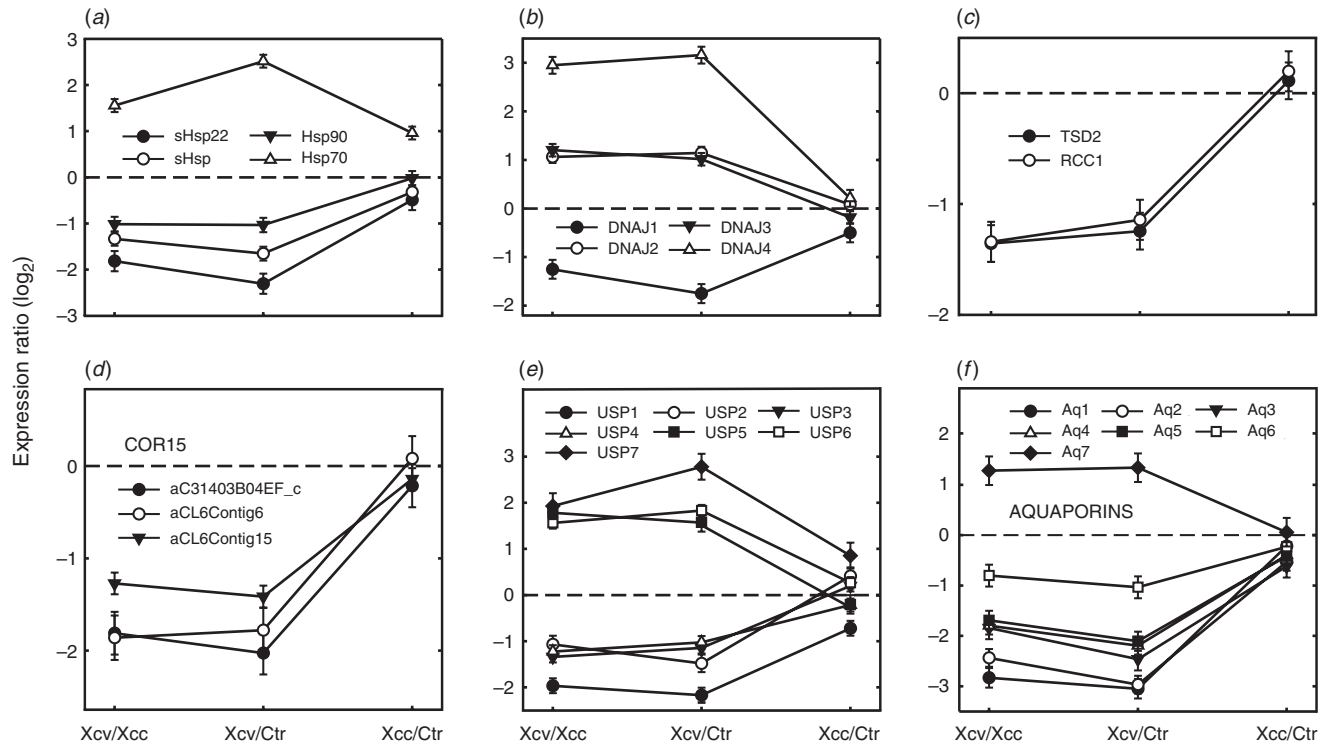 (a)
3
2
1
0
–1
–2
–3
sHsp22
Hsp90
sHsp
Hsp70
(b)
3
2
1
0
–1
–2
DNAJ1
DNAJ3
DNAJ2
DNAJ4
(c)
0
–1
–2
TSD2
RCC1
Expression ratio (log2)
(d)
0
–1
–2
COR15
aC31403B04EF_c
aCL6Contig6
aCL6Contig15
Xcv/Xcc Xcv/Ctr Xcc/Ctr
(e)
3
2
1
0
–1
–2
USP1 USP2 USP3
USP4 USP5 USP6
USP7
Xcv/Xcc Xcv/Ctr Xcc/Ctr
(f)
2
1
0
–1
–2
–3
Aq1 Aq2 Aq3
Aq4 Aq5 Aq6
Aq7
AQUAPORINS
Xcv/Xcc Xcv/Ctr Xcc/Ctr